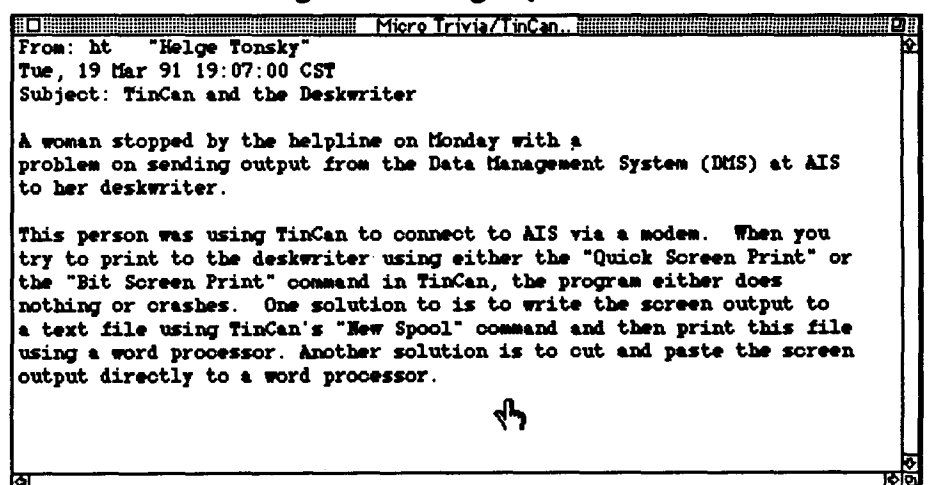 Micro Trivia/TinCan..
From: ht   "Helge Tonsky"
Tue, 19 Mar 91 19:07:00 CST
Subject: TinCan and the Deskwriter
A woman stopped by the helpline on Monday with a
problem on sending output from the Data Management System (DMS) at AIS
to her deskwriter.
This person was using TinCan to connect to AIS via a modem.  When you
try to print to the deskwriter using either the "Quick Screen Print" or
the "Bit Screen Print" command in TinCan, the program either does
nothing or crashes.  One solution to is to write the screen output to
a text file using TinCan's "New Spool" command and then print this file
using a word processor. Another solution is to cut and paste the screen
output directly to a word processor.